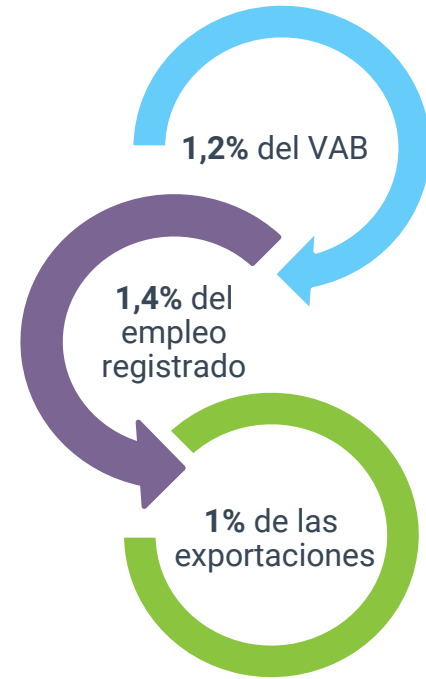 1,2% del VAB
1,4% del
empleo
registrado
1% de las
exportaciones